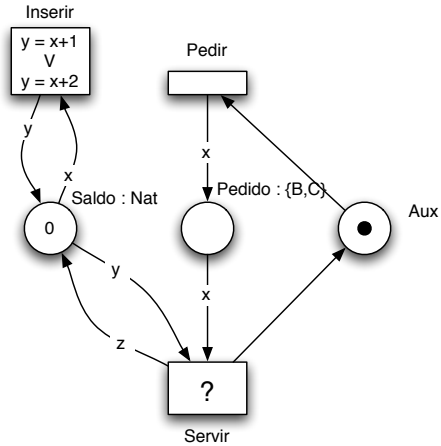 Inserir
y = x+1
V
y = x+2
Pedir
y
x
x
Saldo : Nat
Pedido : {B,C}
Aux
0
y
x
z
?
Servir